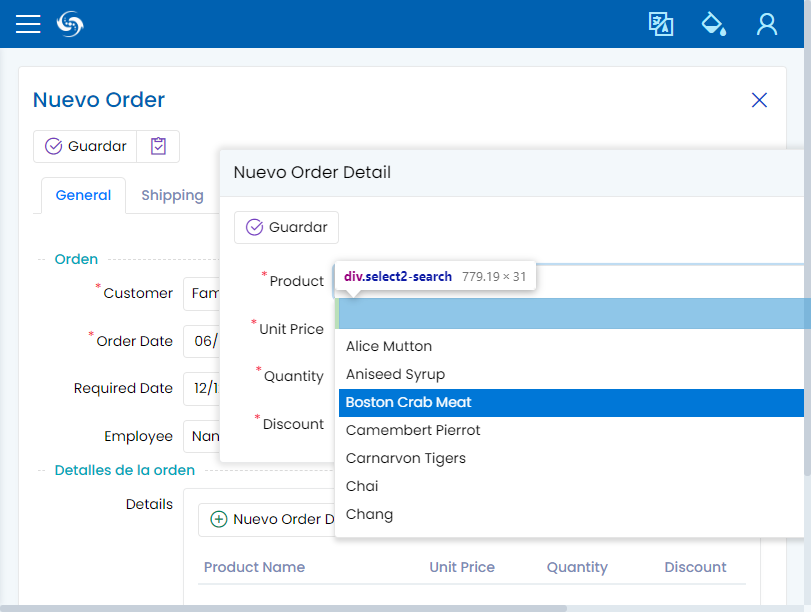 Nuevo Order
Guardar
General Shipping
Orden
*Customer Fam
*Order Date 06/
Required Date 12/1
Employee Nan
Detalles de la orden
Details
Nuevo Order D
Product Name Unit Price Quantity Discount
Nuevo Order Detail
Guardar
*Product
div.select2-search 779.19 × 31
*Unit Price
*Quantity
*Discount
Alice Mutton
Aniseed Syrup
Boston Crab Meat
Camembert Pierrot
Carnarvon Tigers
Chai
Chang